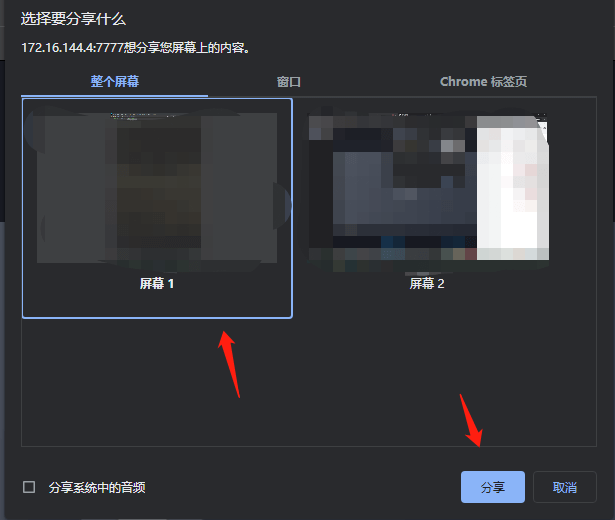 选择要分享什么
172.16.144.4:7777想分享您屏幕上的内容。
整个屏幕 窗口 Chrome 标签页
屏幕 1 屏幕 2
分享系统中的音频 分享 取消